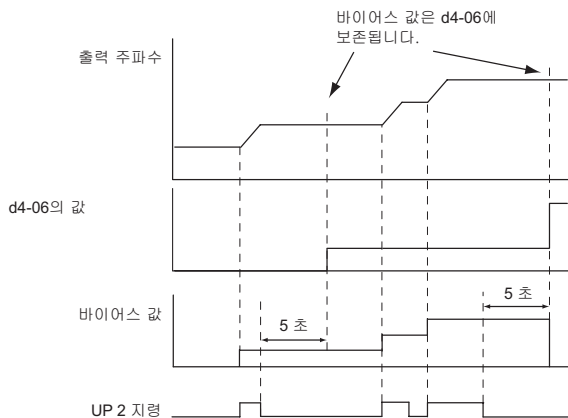 바이어스 값은 d4-06에
보존됩니다.
출력 주파수
d4-06의 값
바이어스 값
5 초
5 초
UP 2 지령